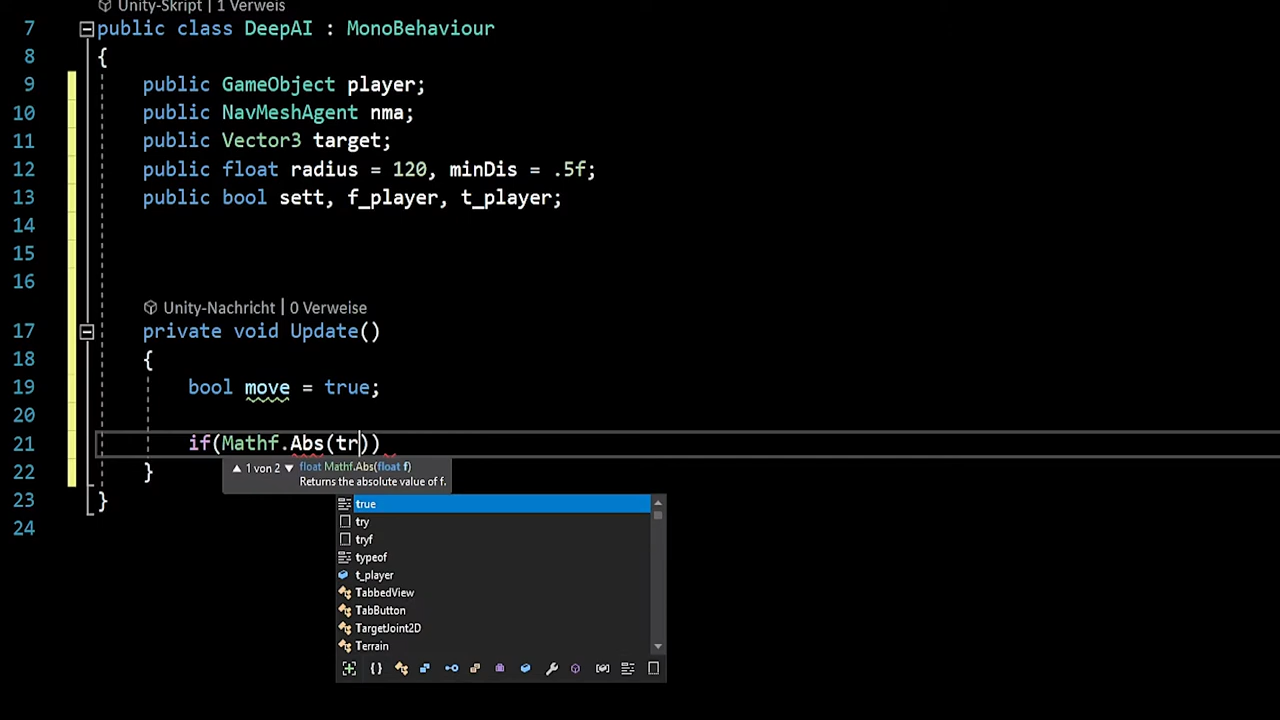 Unity-Skript | 1 Verweis
7 public class DeepAI : MonoBehaviour
8 {
9 public GameObject player;
10 public NavMeshAgent nma;
11 public Vector3 target;
12 public float radius = 120, minDis = .5f;
13 public bool sett, f_player, t_player;
14
15
16
Unity-Nachricht | 0 Verweise
17 private void Update()
18 {
19 bool move = true;
20
21 if(Mathf.Abs(tr))
22 }
1 von 2 float Mathf.Abs(float f)
Returns the absolute value of f.
23 }
24
true
try
tryf
typeof
t_player
TabbedView
TabButton
TargetJoint2D
Terrain